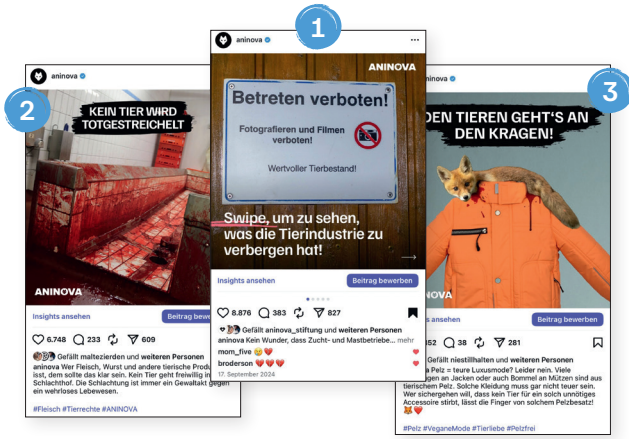 1
aninova
ANINOVA
Betreten verboten!
Fotografieren und Filmen
verboten!
Wertvoller Tierbestand!
Swipe, um zu sehen,
was die Tierindustrie zu
verbergen hat!
Insights ansehen
Beitrag bewerben
8.876 383 827
Gefällt aninova_stiftung und weiteren Personen
aninova Kein Wunder, dass Zucht- und Mastbetriebe... mehr
mom_five
broderson
17. September 2024
2
aninova
KEIN TIER WIRD
TOTGESTREICHELT
ANINOVA
Insights ansehen
Beitrag bewe
6.748 233 609
Gefällt maltezierden und weiteren Personen
aninova Wer Fleisch, Wurst und andere tierische Produ
isst, dem sollte das klar sein. Kein Tier geht freiwillig in
Schlachthof. Die Schlachtung ist immer ein Gewaltakt gegen
ein wehrloses Lebewesen.
#Fleisch #Tierrechte #ANINOVA
3
aninova
DEN TIEREN GEHT'S AN
DEN KRAGEN!
NOVA
s ansehen
Beitrag bewerben
352 38 281
Gefällt niestillhalten und weiteren Personen
Pelz = teure Luxusmode? Leider nein. Viele
an Jacken oder auch Bommel an Mützen sind aus
tierischem Pelz. Solche Kleidung muss gar nicht teuer sein.
Wer sichergehen will, dass kein Tier für ein solch unnötiges
Accessoire stirbt, lässt die Finger von solchem Pelzbesatz!
#Pelz #VeganeMode #Tierliebe #Pelzfrei